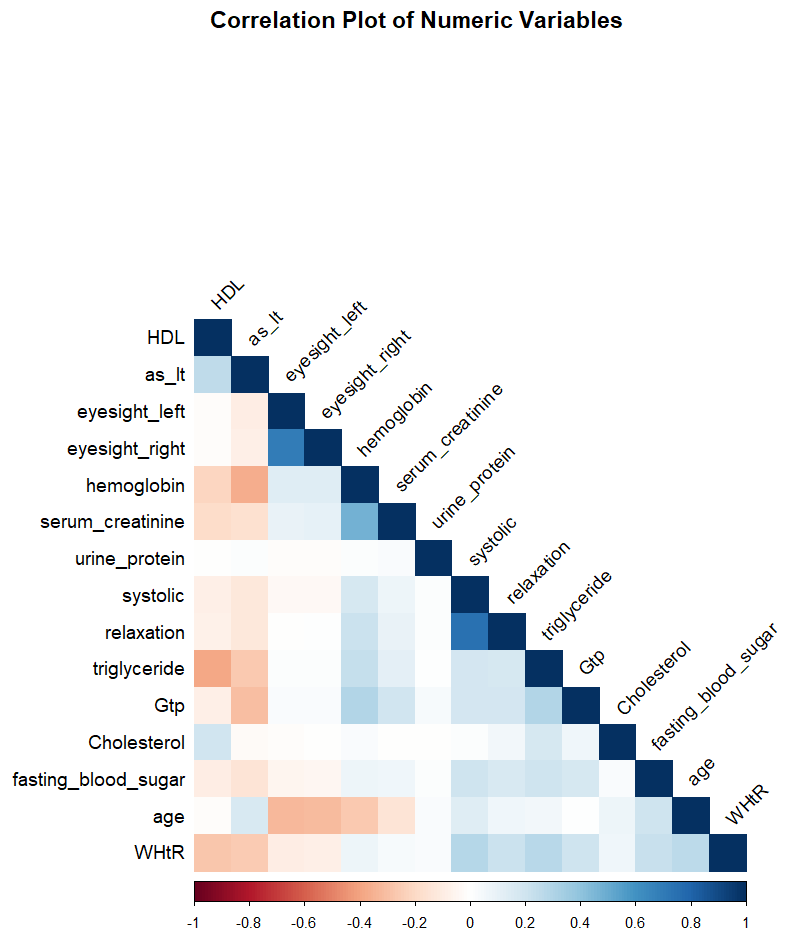 Correlation Plot of Numeric Variables
HDL
as_lt
eyesight_left
eyesight_right
hemoglobin
serum_creatinine
urine_protein
systolic
relaxation
triglyceride
Gtp
Cholesterol
fasting_blood_sugar
age
WHtR
HDL
as_lt
eyesight_left
eyesight_right
hemoglobin
serum_creatinine
urine_protein
systolic
relaxation
triglyceride
Gtp
Cholesterol
fasting_blood_sugar
age
WHtR
-1 -0.8 -0.6 -0.4 -0.2 0 0.2 0.4 0.6 0.8 1